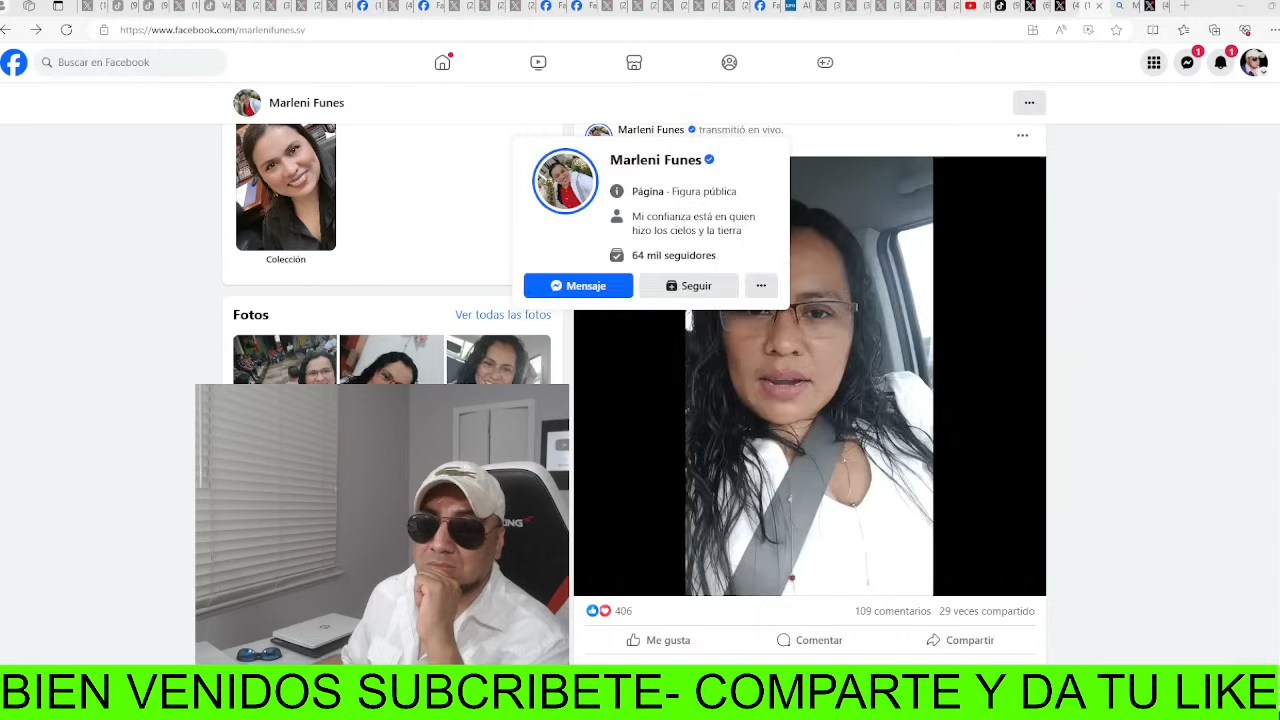 https://www.facebook.com/marlenifunes.sv
Buscar en Facebook
1
1
Marleni Funes
Colección
Marleni Funes transmitió en vivo.
Marleni Funes
Página · Figura pública
Mi confianza está en quien
hizo los cielos y la tierra
64 mil seguidores
Mensaje
Seguir
Fotos
Ver todas las fotos
406
109 comentarios
29 veces compartido
Me gusta
Comentar
Compartir
BIEN VENIDOS SUBCRIBETE- COMPARTE Y DA TU LIKE